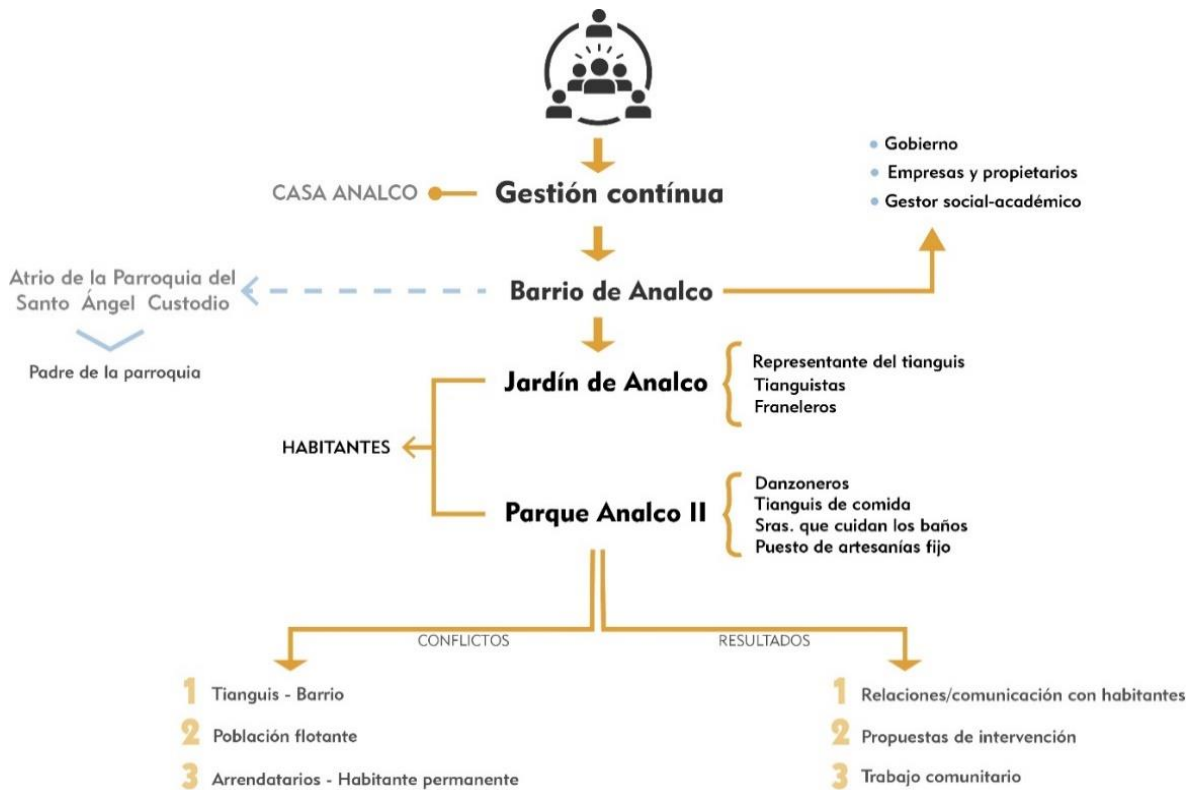 Gobierno
Empresas y propietarios
Gestor social-académico
CASA ANALCO
Gestión contínua
Atrio de la Parroquia del
Santo Ángel Custodio
Barrio de Analco
Padre de la parroquia
Jardín de Analco
Representante del tianguis
Tianguistas
Franeleros
HABITANTES
Parque Analco II
Danzoneros
Tianguis de comida
Sras. que cuidan los baños
Puesto de artesanías fijo
CONFLICTOS
RESULTADOS
1 Tianguis - Barrio
2 Población flotante
3 Arrendatarios - Habitante permanente
1 Relaciones/comunicación con habitantes
2 Propuestas de intervención
3 Trabajo comunitario